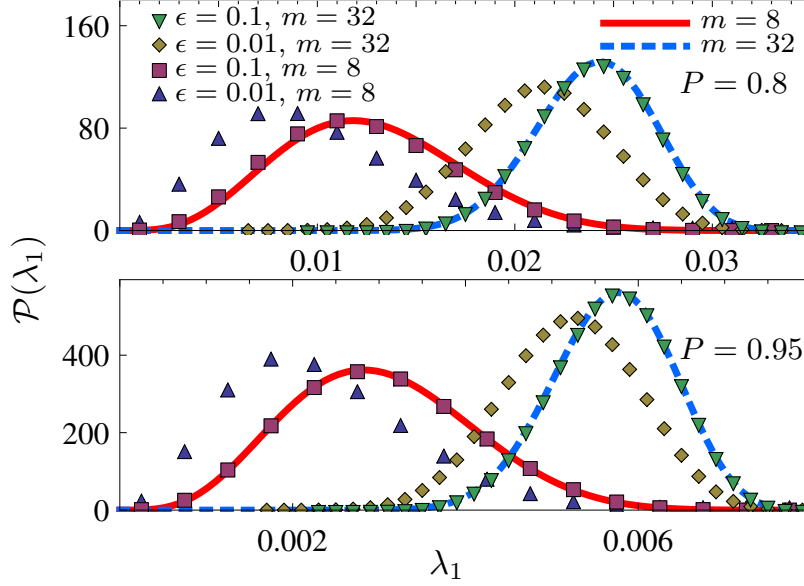 160
80
0
ϵ = 0.1, m = 32
ϵ = 0.01, m = 32
ϵ = 0.1, m = 8
ϵ = 0.01, m = 8
m = 8
m = 32
P = 0.8
0.01
0.02
0.03
𝒫(λ₁)
400
200
0
P = 0.95
0.002
0.006
λ₁